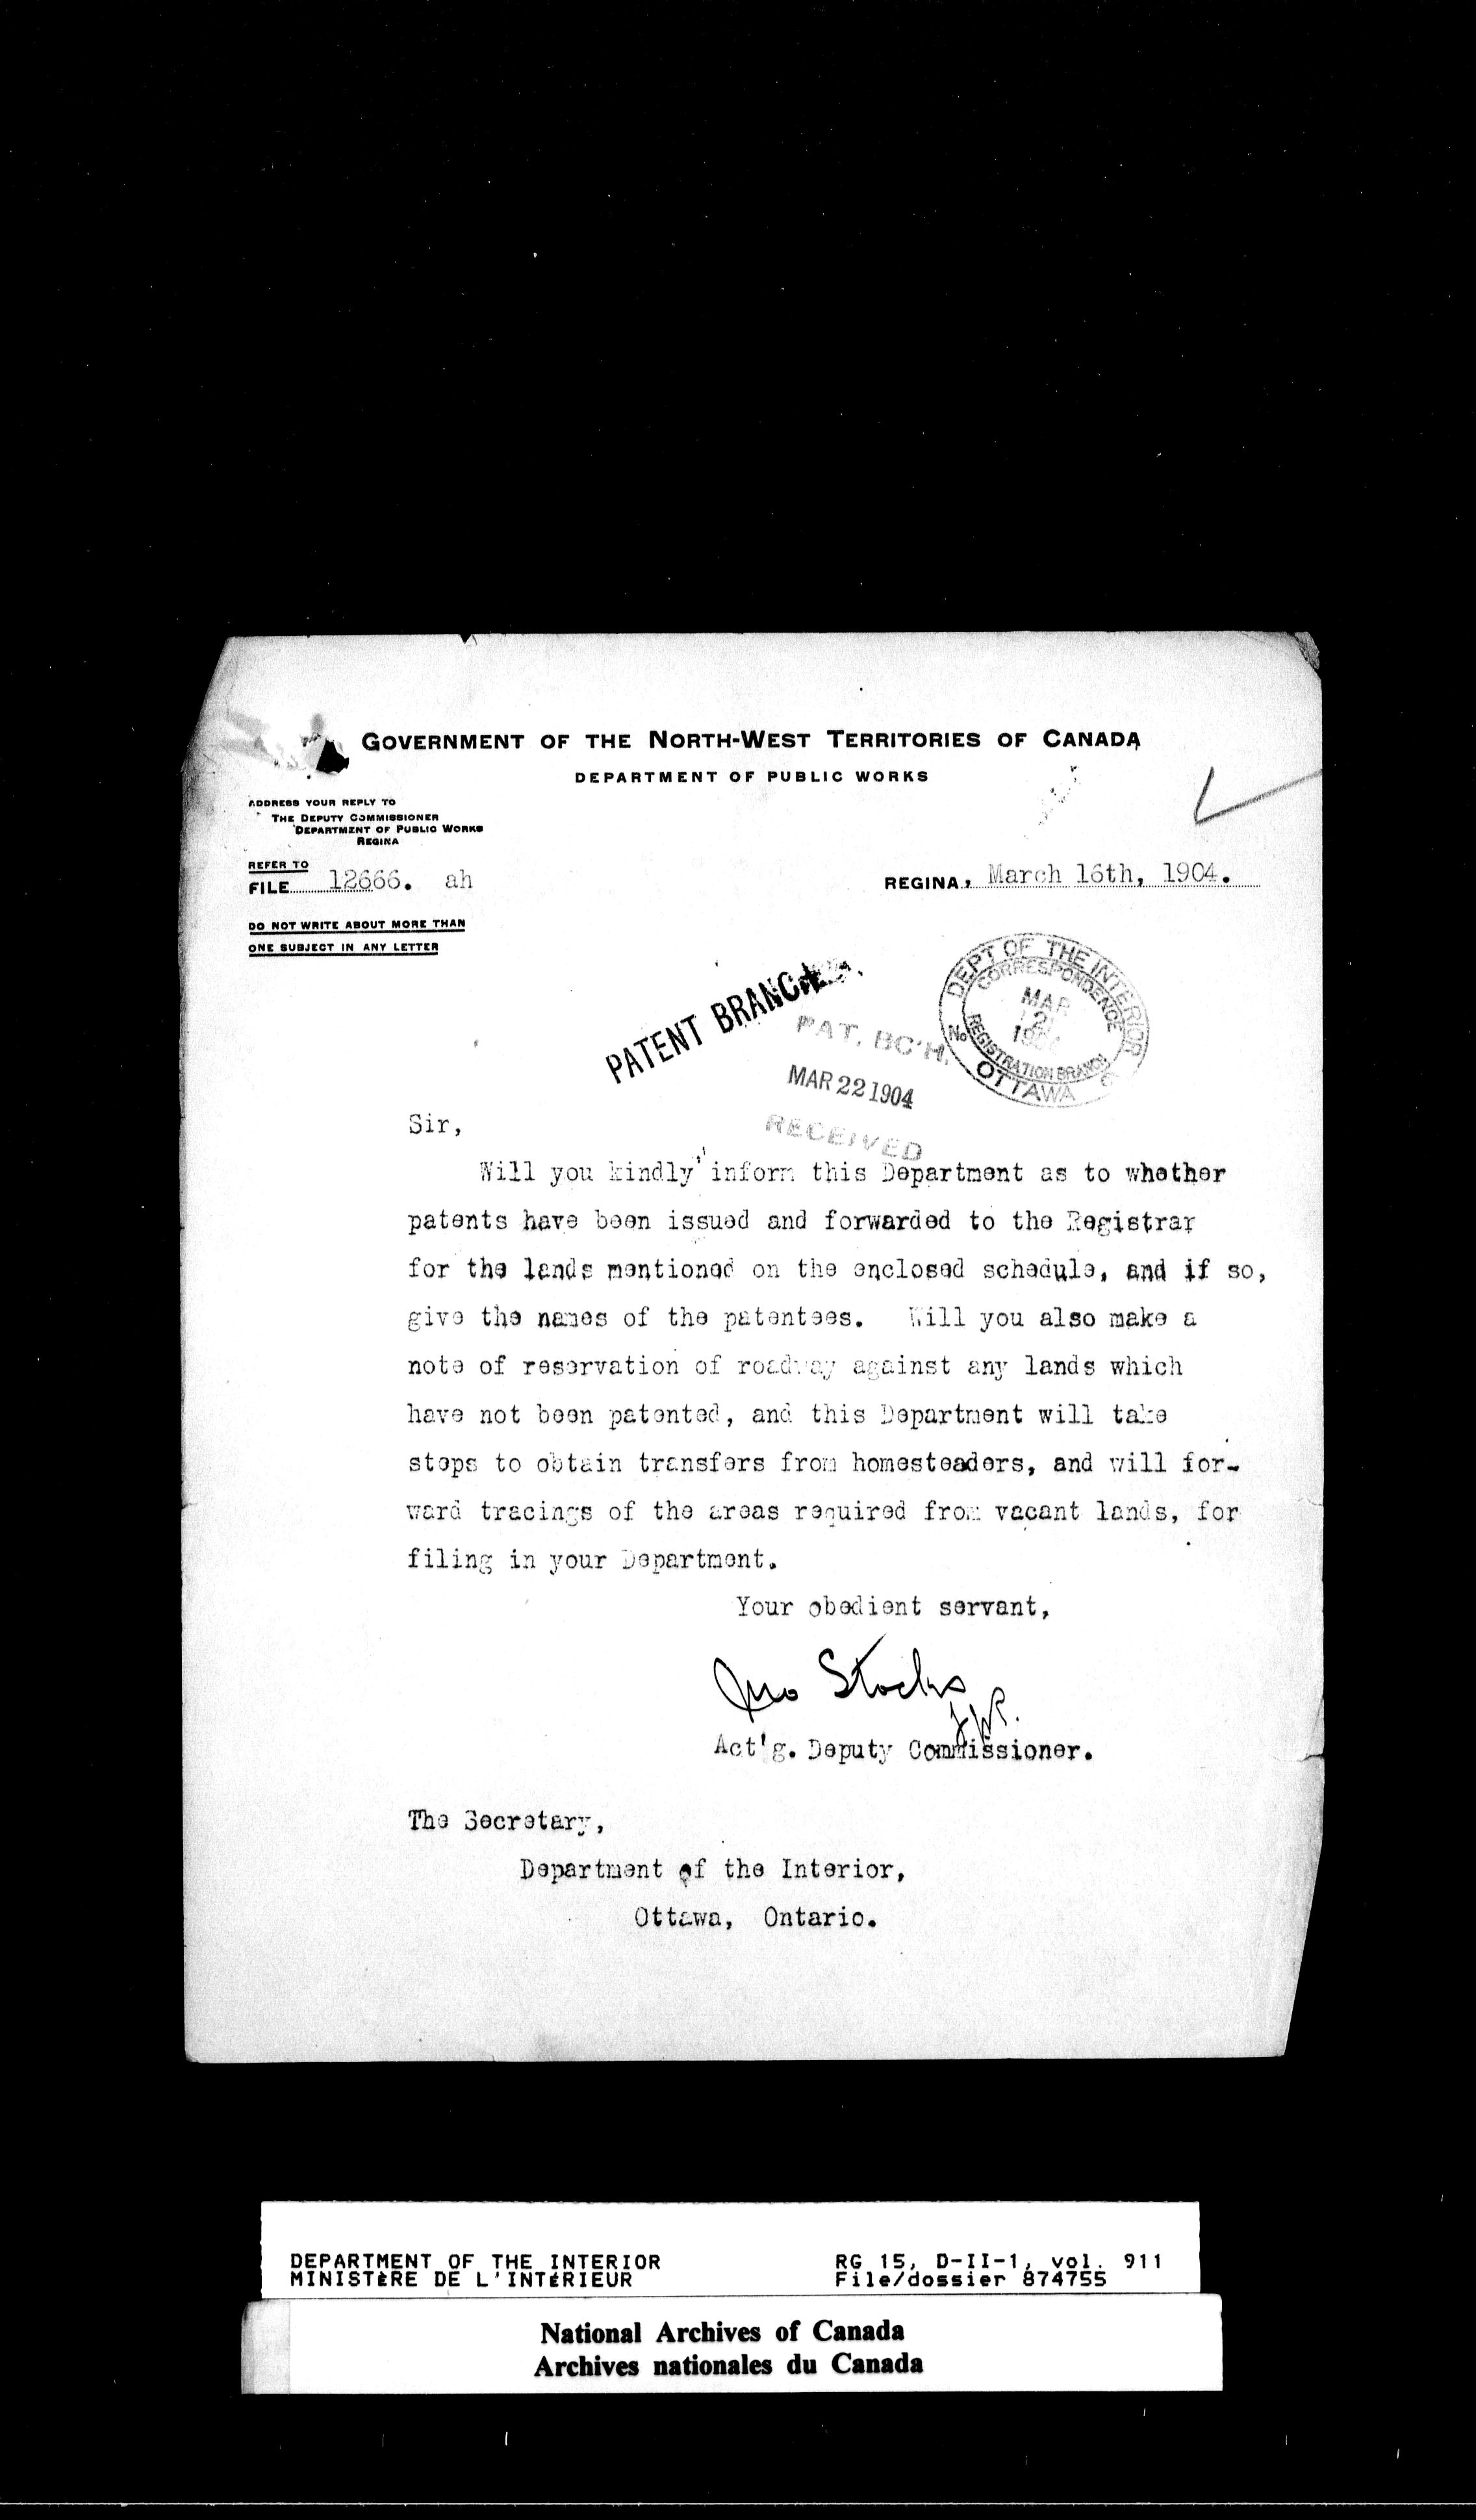 GOVERNMENT OF THE NORTH-WEST TERRITORIES OF CANADA
DEPARTMENT OF PUBLIC WORKS
ADDRESS YOUR REPLY TO
THE DEPUTY COMMISSIONER
DEPARTMENT OF PUBLIC WORKS
REGINA
REFER TO
FILE 12666. ah
REGINA, March 16th, 1904.
DO NOT WRITE ABOUT MORE THAN
ONE SUBJECT IN ANY LETTER
PATENT BRANCH
PAT. BC'H.
MAR 22 1904
RECEIVED
DEPT OF THE INTERIOR
CORRESPONDENCE
MAR
21
1904
No
REGISTRATION BRANCH
OTTAWA
Sir,
Will you kindly inform this Department as to whether
patents have been issued and forwarded to the Registrar
for the lands mentioned on the enclosed schedule, and if so,
give the names of the patentees. Will you also make a
note of reservation of roadway against any lands which
have not been patented, and this Department will take
steps to obtain transfers from homesteaders, and will for-
ward tracings of the areas required from vacant lands, for
filing in your Department.
Your obedient servant,
Jno Stocks
Act'g. Deputy Commissioner.
The Secretary,
Department of the Interior,
Ottawa, Ontario.
DEPARTMENT OF THE INTERIOR
MINISTÈRE DE L'INTÉRIEUR
RG 15, D-II-1, vol. 911
File/dossier 874755
National Archives of Canada
Archives nationales du Canada